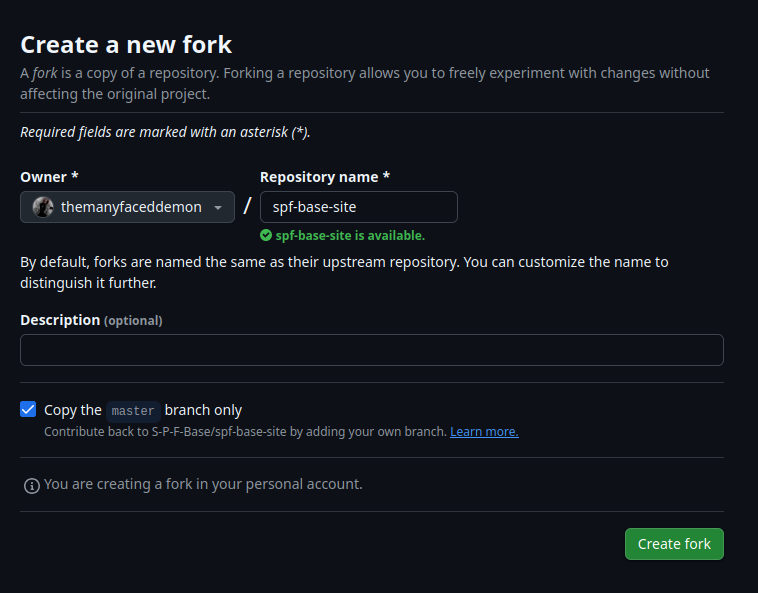 Create a new fork
A fork is a copy of a repository. Forking a repository allows you to freely experiment with changes without
affecting the original project.
Required fields are marked with an asterisk (*).
Owner *
Repository name *
themanyfaceddemon
/
spf-base-site
spf-base-site is available.
By default, forks are named the same as their upstream repository. You can customize the name to
distinguish it further.
Description (optional)
Copy the master branch only
Contribute back to S-P-F-Base/spf-base-site by adding your own branch. Learn more.
You are creating a fork in your personal account.
Create fork